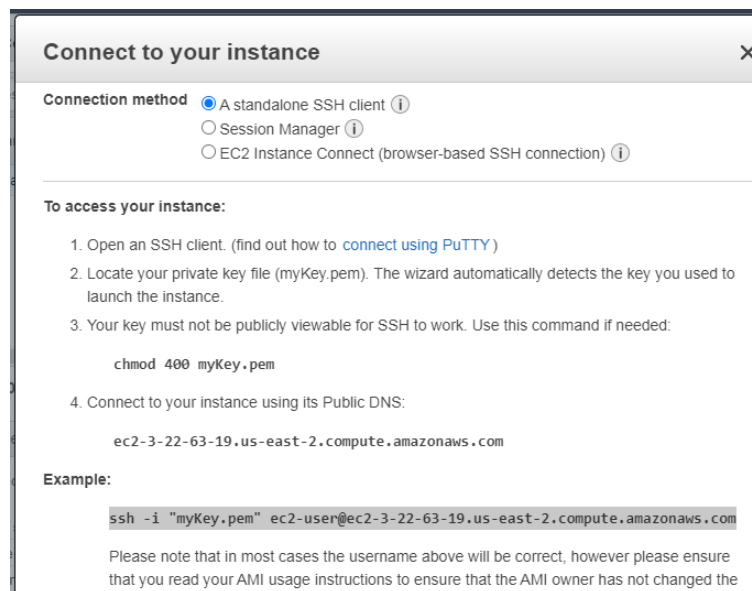 Connect to your instance
Connection method
A standalone SSH client
Session Manager
EC2 Instance Connect (browser-based SSH connection)
To access your instance:
1. Open an SSH client. (find out how to connect using PuTTY)
2. Locate your private key file (myKey.pem). The wizard automatically detects the key you used to
launch the instance.
3. Your key must not be publicly viewable for SSH to work. Use this command if needed:
chmod 400 myKey.pem
4. Connect to your instance using its Public DNS:
ec2-3-22-63-19.us-east-2.compute.amazonaws.com
Example:
ssh -i "myKey.pem" ec2-user@ec2-3-22-63-19.us-east-2.compute.amazonaws.com
Please note that in most cases the username above will be correct, however please ensure
that you read your AMI usage instructions to ensure that the AMI owner has not changed the